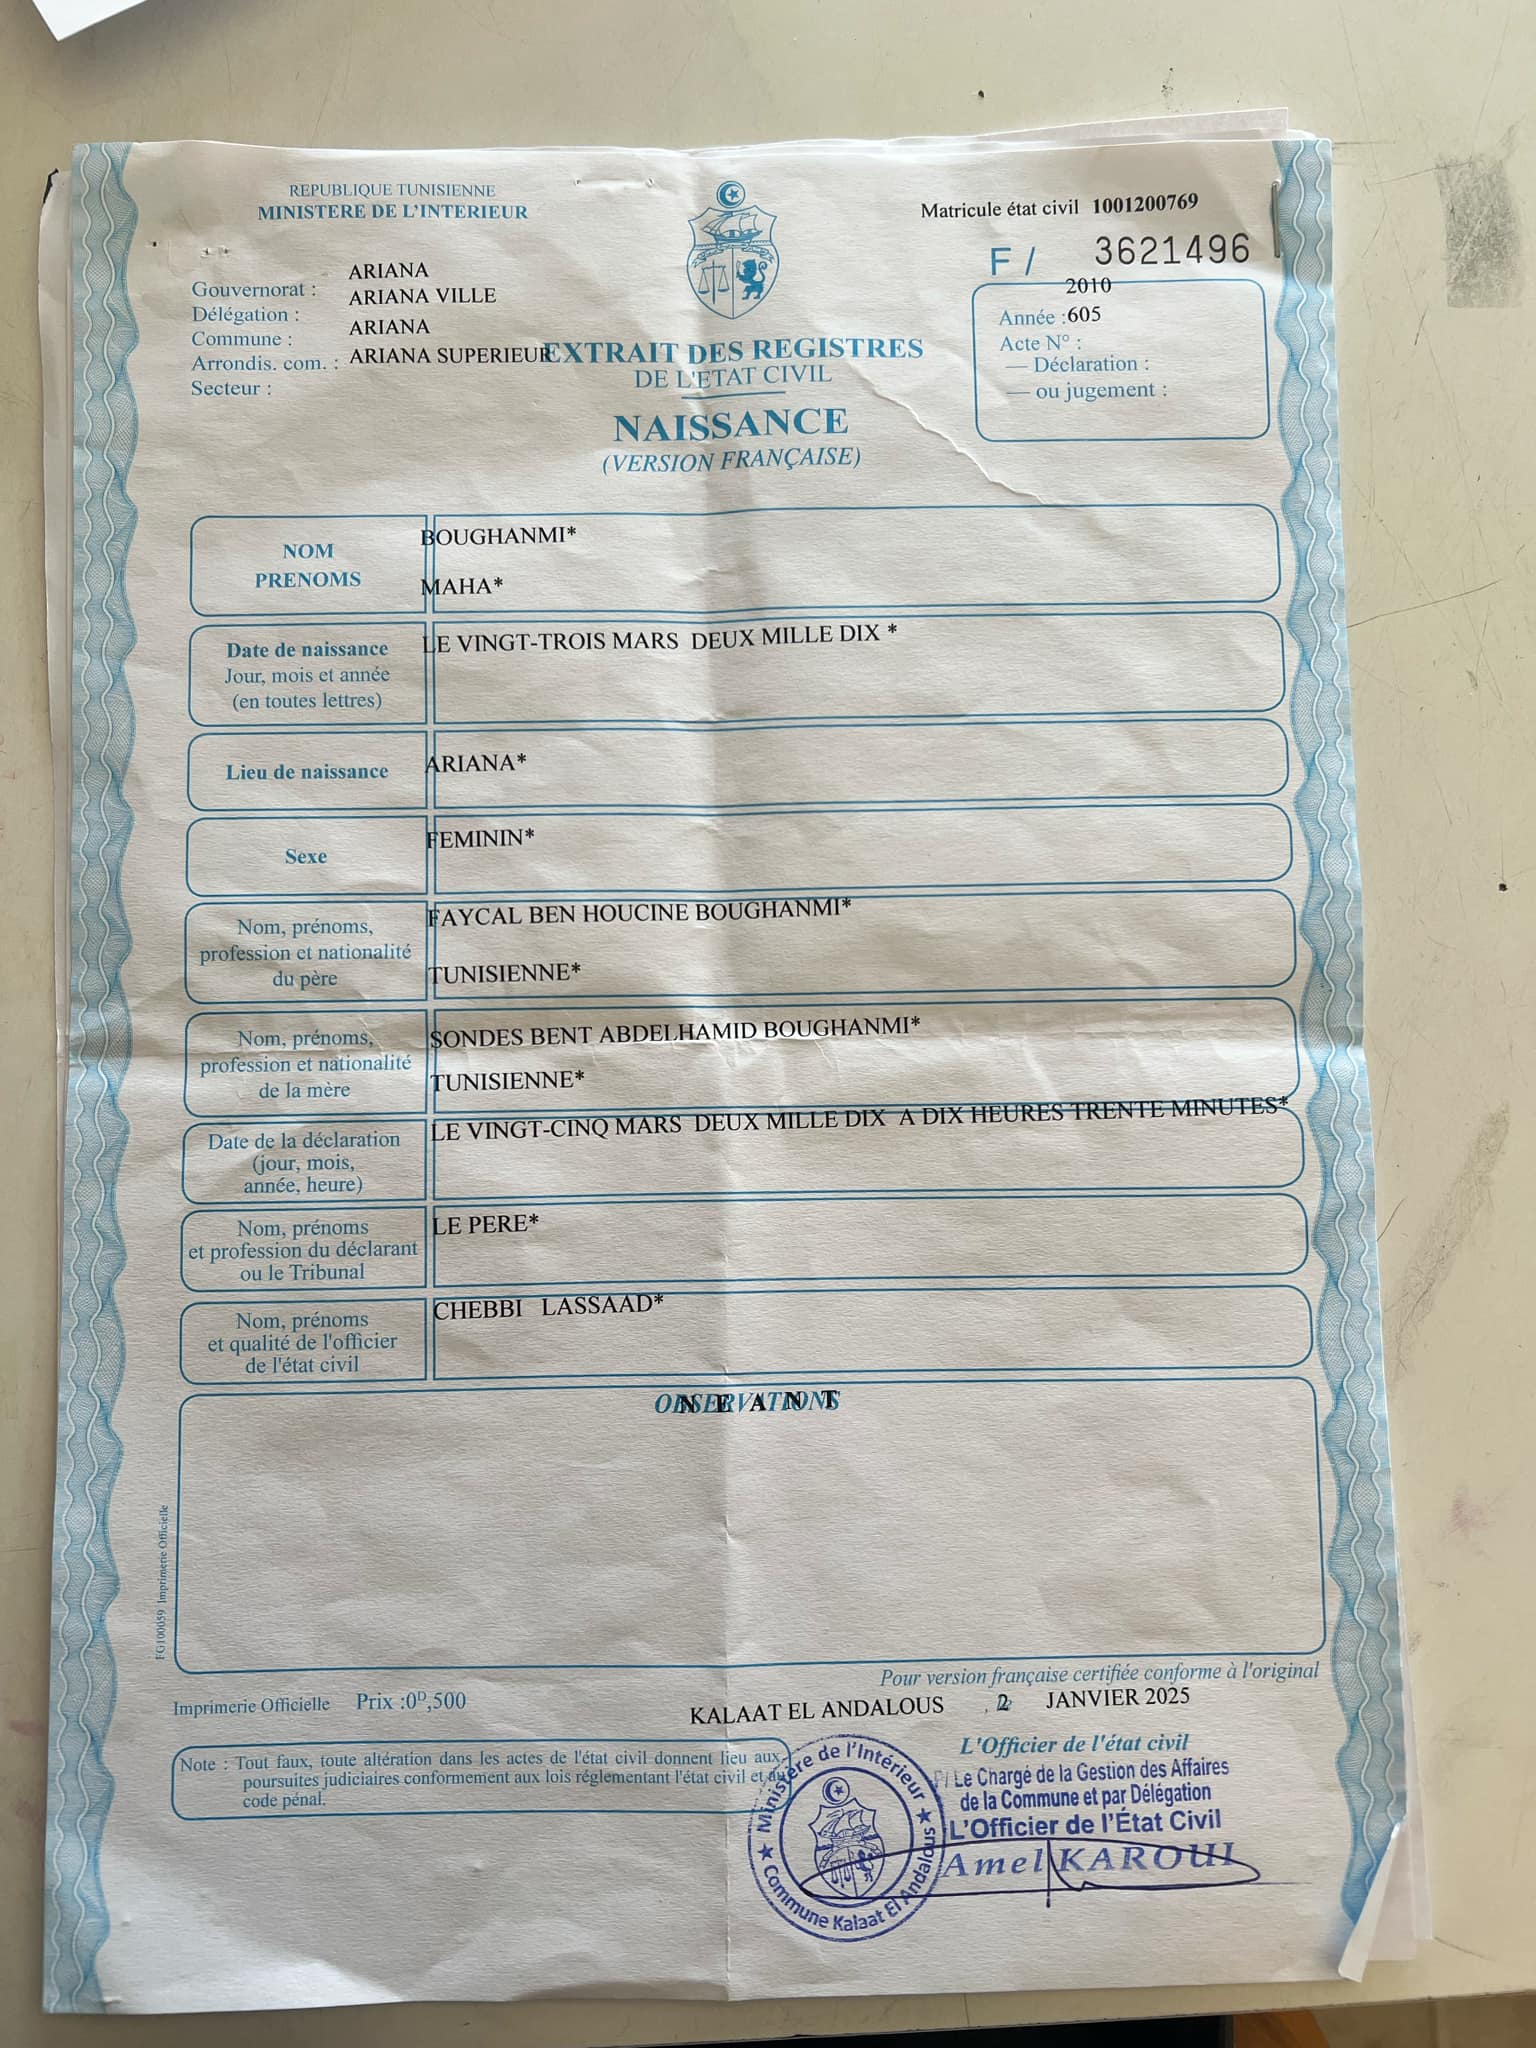 REPUBLIQUE TUNISIENNE
MINISTERE DE L'INTERIEUR
Matricule état civil 1001200769
F / 3621496
Gouvernorat : ARIANA
Délégation : ARIANA VILLE
Commune : ARIANA
Arrondis. com. : ARIANA SUPERIEUR
Secteur :
2010
Année :605
Acte N° :
— Déclaration :
— ou jugement :
EXTRAIT DES REGISTRES
DE L'ETAT CIVIL
NAISSANCE
(VERSION FRANÇAISE)
NOM BOUGHANMI*
PRENOMS MAHA*
Date de naissance LE VINGT-TROIS MARS DEUX MILLE DIX *
Jour, mois et année
(en toutes lettres)
Lieu de naissance ARIANA*
Sexe FEMININ*
Nom, prénoms, FAYCAL BEN HOUCINE BOUGHANMI*
profession et nationalité
du père TUNISIENNE*
Nom, prénoms, SONDES BENT ABDELHAMID BOUGHANMI*
profession et nationalité
de la mère TUNISIENNE*
Date de la déclaration LE VINGT-CINQ MARS DEUX MILLE DIX A DIX HEURES TRENTE MINUTES*
(jour, mois,
année, heure)
Nom, prénoms LE PERE*
et profession du déclarant
ou le Tribunal
Nom, prénoms CHEBBI LASSAAD*
et qualité de l'officier
de l'état civil
OBSERVATIONS
N E A N T
FG100059 Imprimerie Officielle
Pour version française certifiée conforme à l'original
Imprimerie Officielle Prix :0D,500
KALAAT EL ANDALOUS , le 2 JANVIER 2025
Note : Tout faux, toute altération dans les actes de l'état civil donnent lieu aux
poursuites judiciaires conformement aux lois réglementant l'état civil et au
code pénal.
L'Officier de l'état civil
P/ Le Chargé de la Gestion des Affaires
de la Commune et par Délégation
L'Officier de l'État Civil
Amel KAROUI
Ministère de l'Intérieur
Commune Kalaat El Andalous